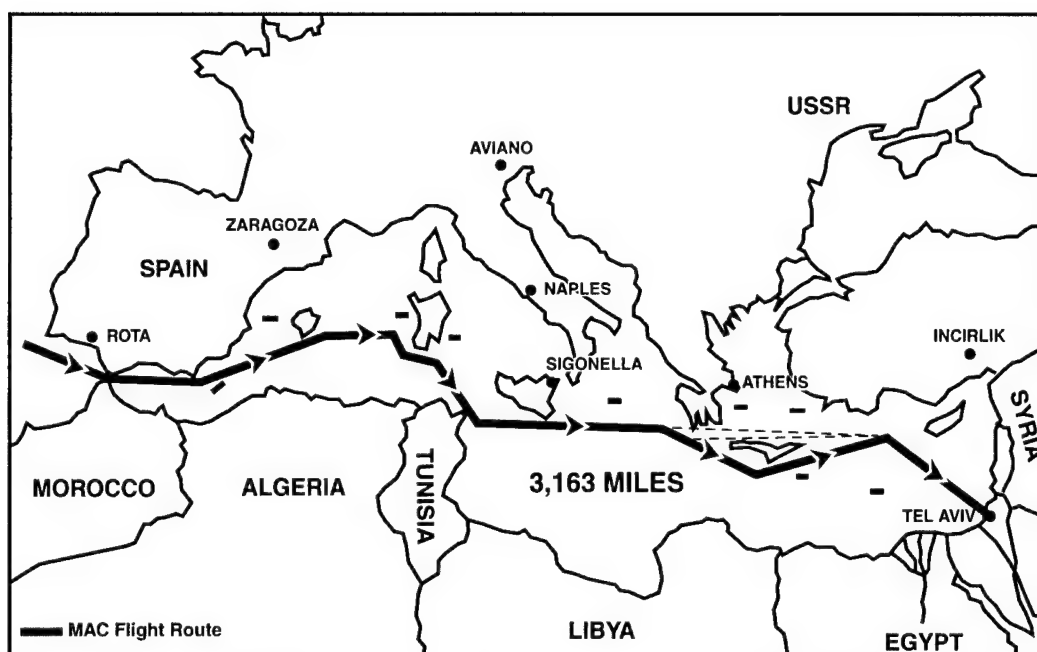 USSR
AVIANO
ZARAGOZA
SPAIN
NAPLES
ROTA
INCIRLIK
SIGONELLA
ATHENS
SYRIA
MOROCCO
ALGERIA
TUNISIA
3,163 MILES
TEL AVIV
MAC Flight Route
LIBYA
EGYPT